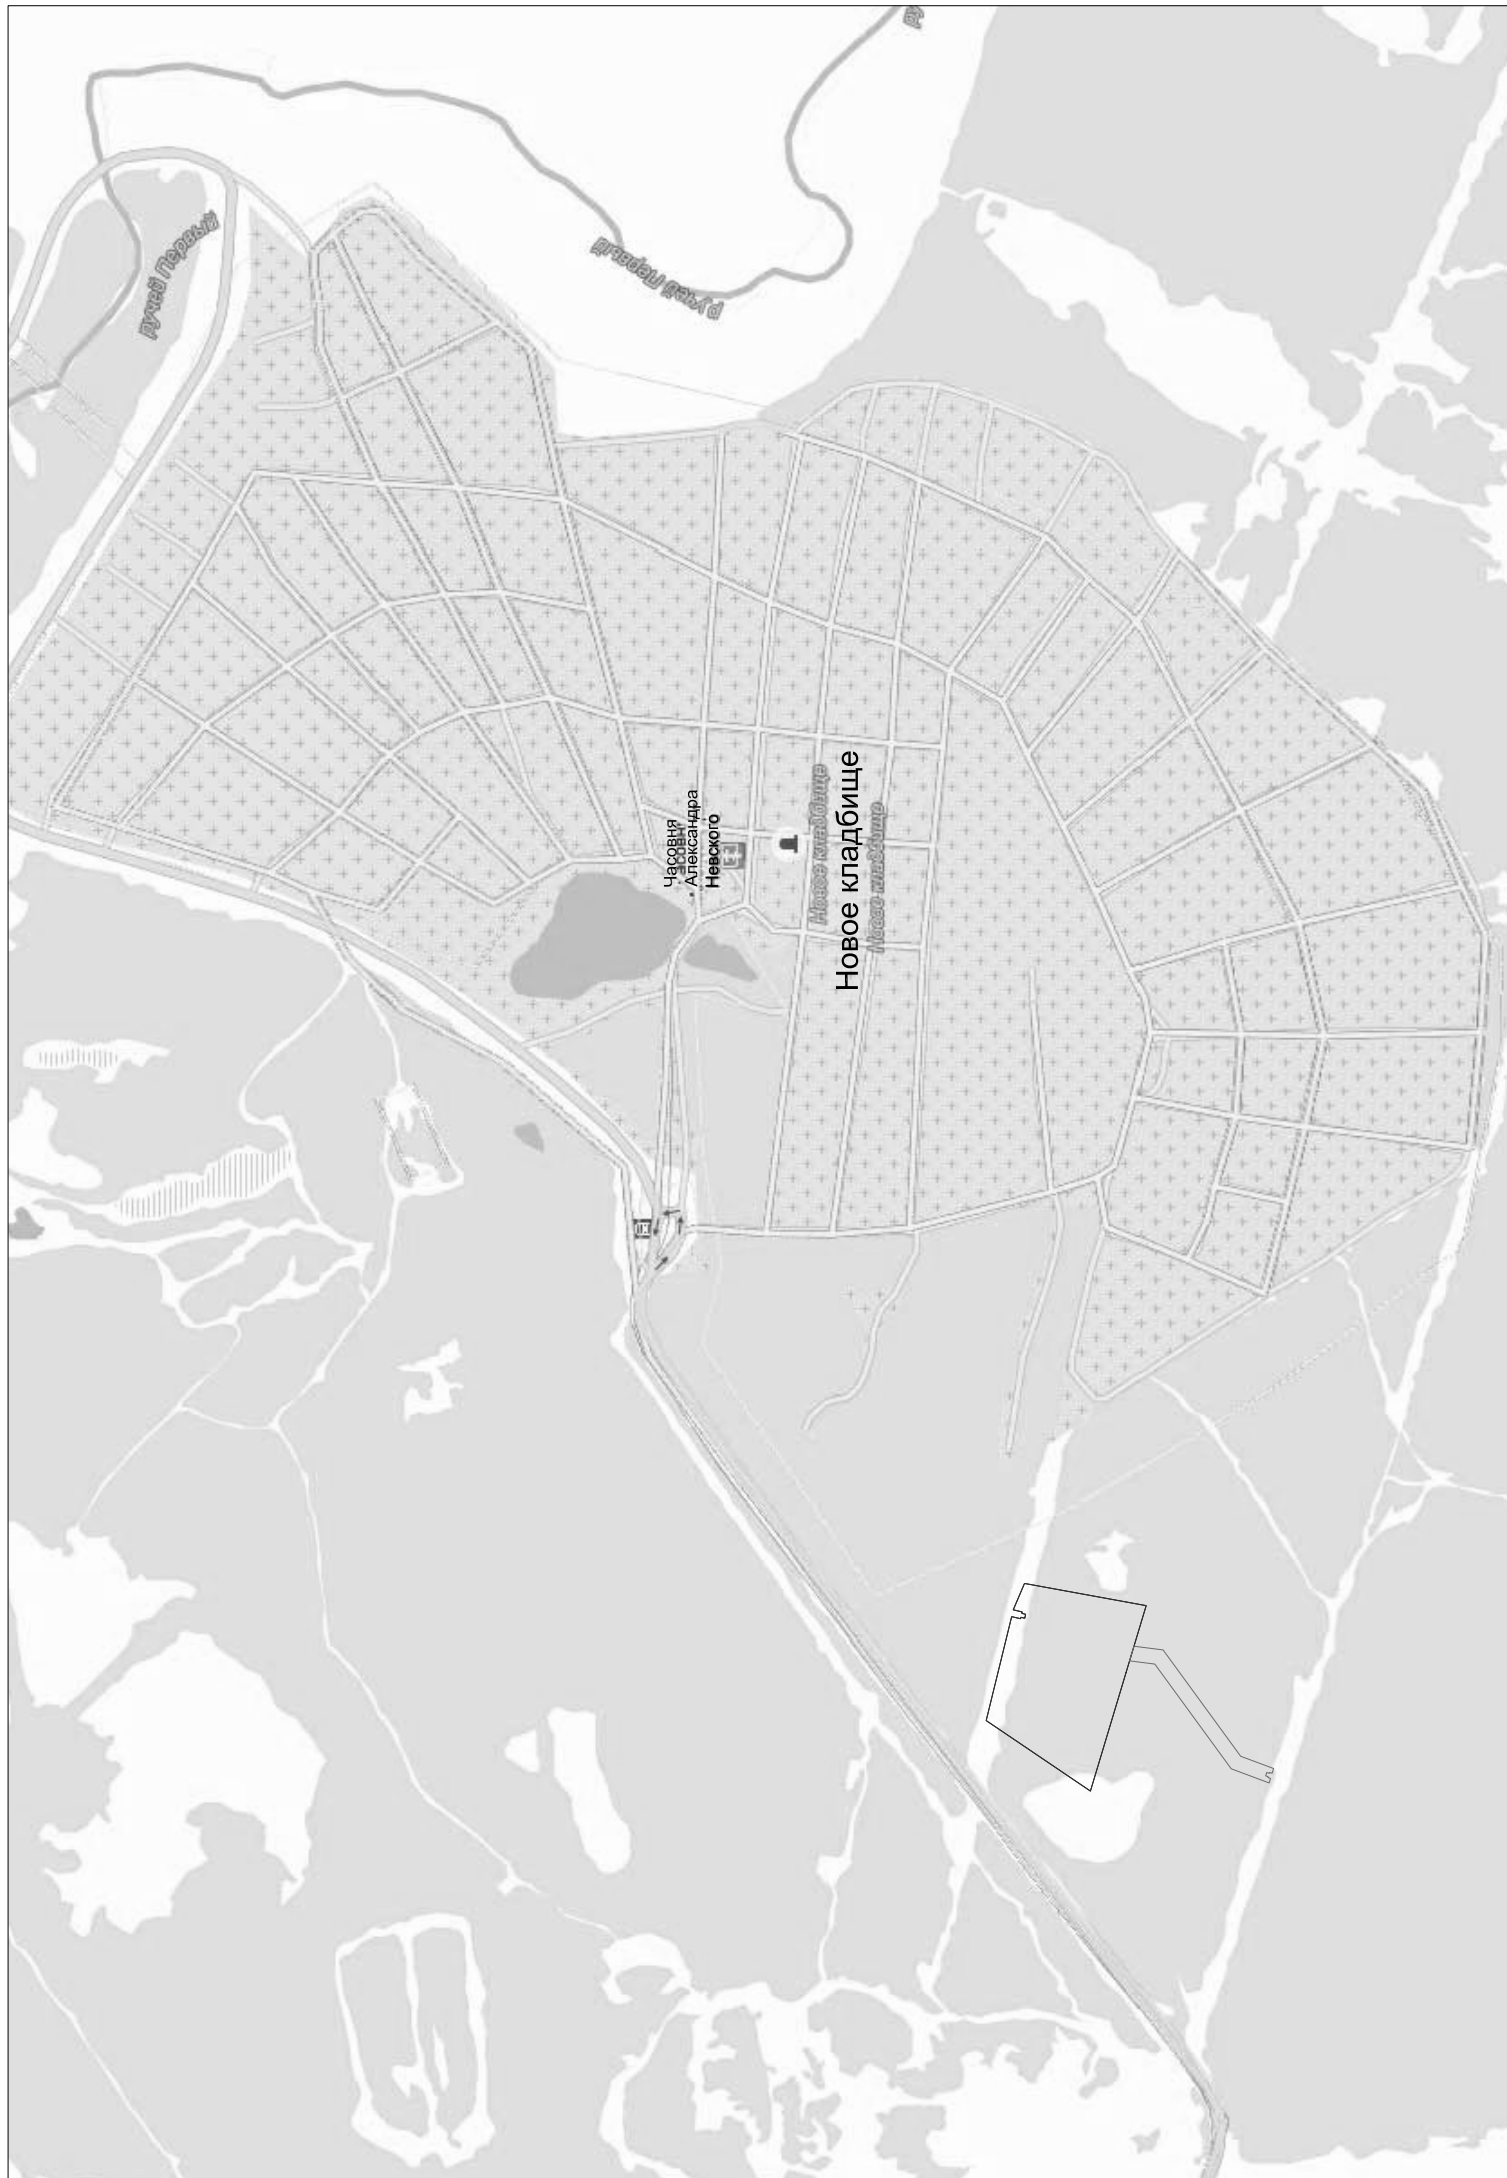 ручей Первый
ручей Первый
Часовня
Александра
Невского
Новое кладбище
Новое кладбище
Новое кладбище